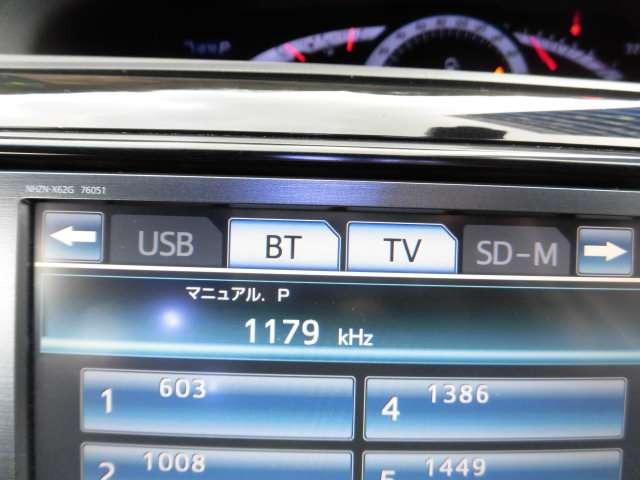 NHZN-X62G 76051
USB BT TV SD-M
マニュアル. P
1179 kHz
1 603 4 1386
2 1008 5 1449